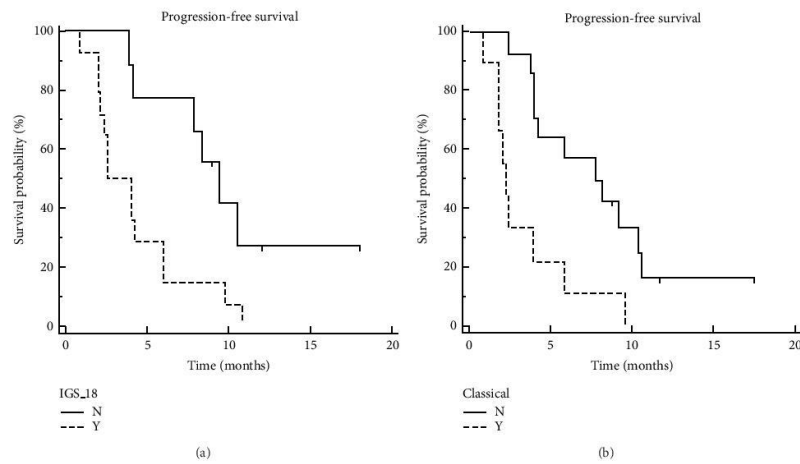 Progression-free survival
100
80
60
40
20
0
Survival probability (%)
0 5 10 15 20
Time (months)
IGS_18
N
Y
(a)
Progression-free survival
100
80
60
40
20
0
Survival probability (%)
0 5 10 15 20
Time (months)
Classical
N
Y
(b)